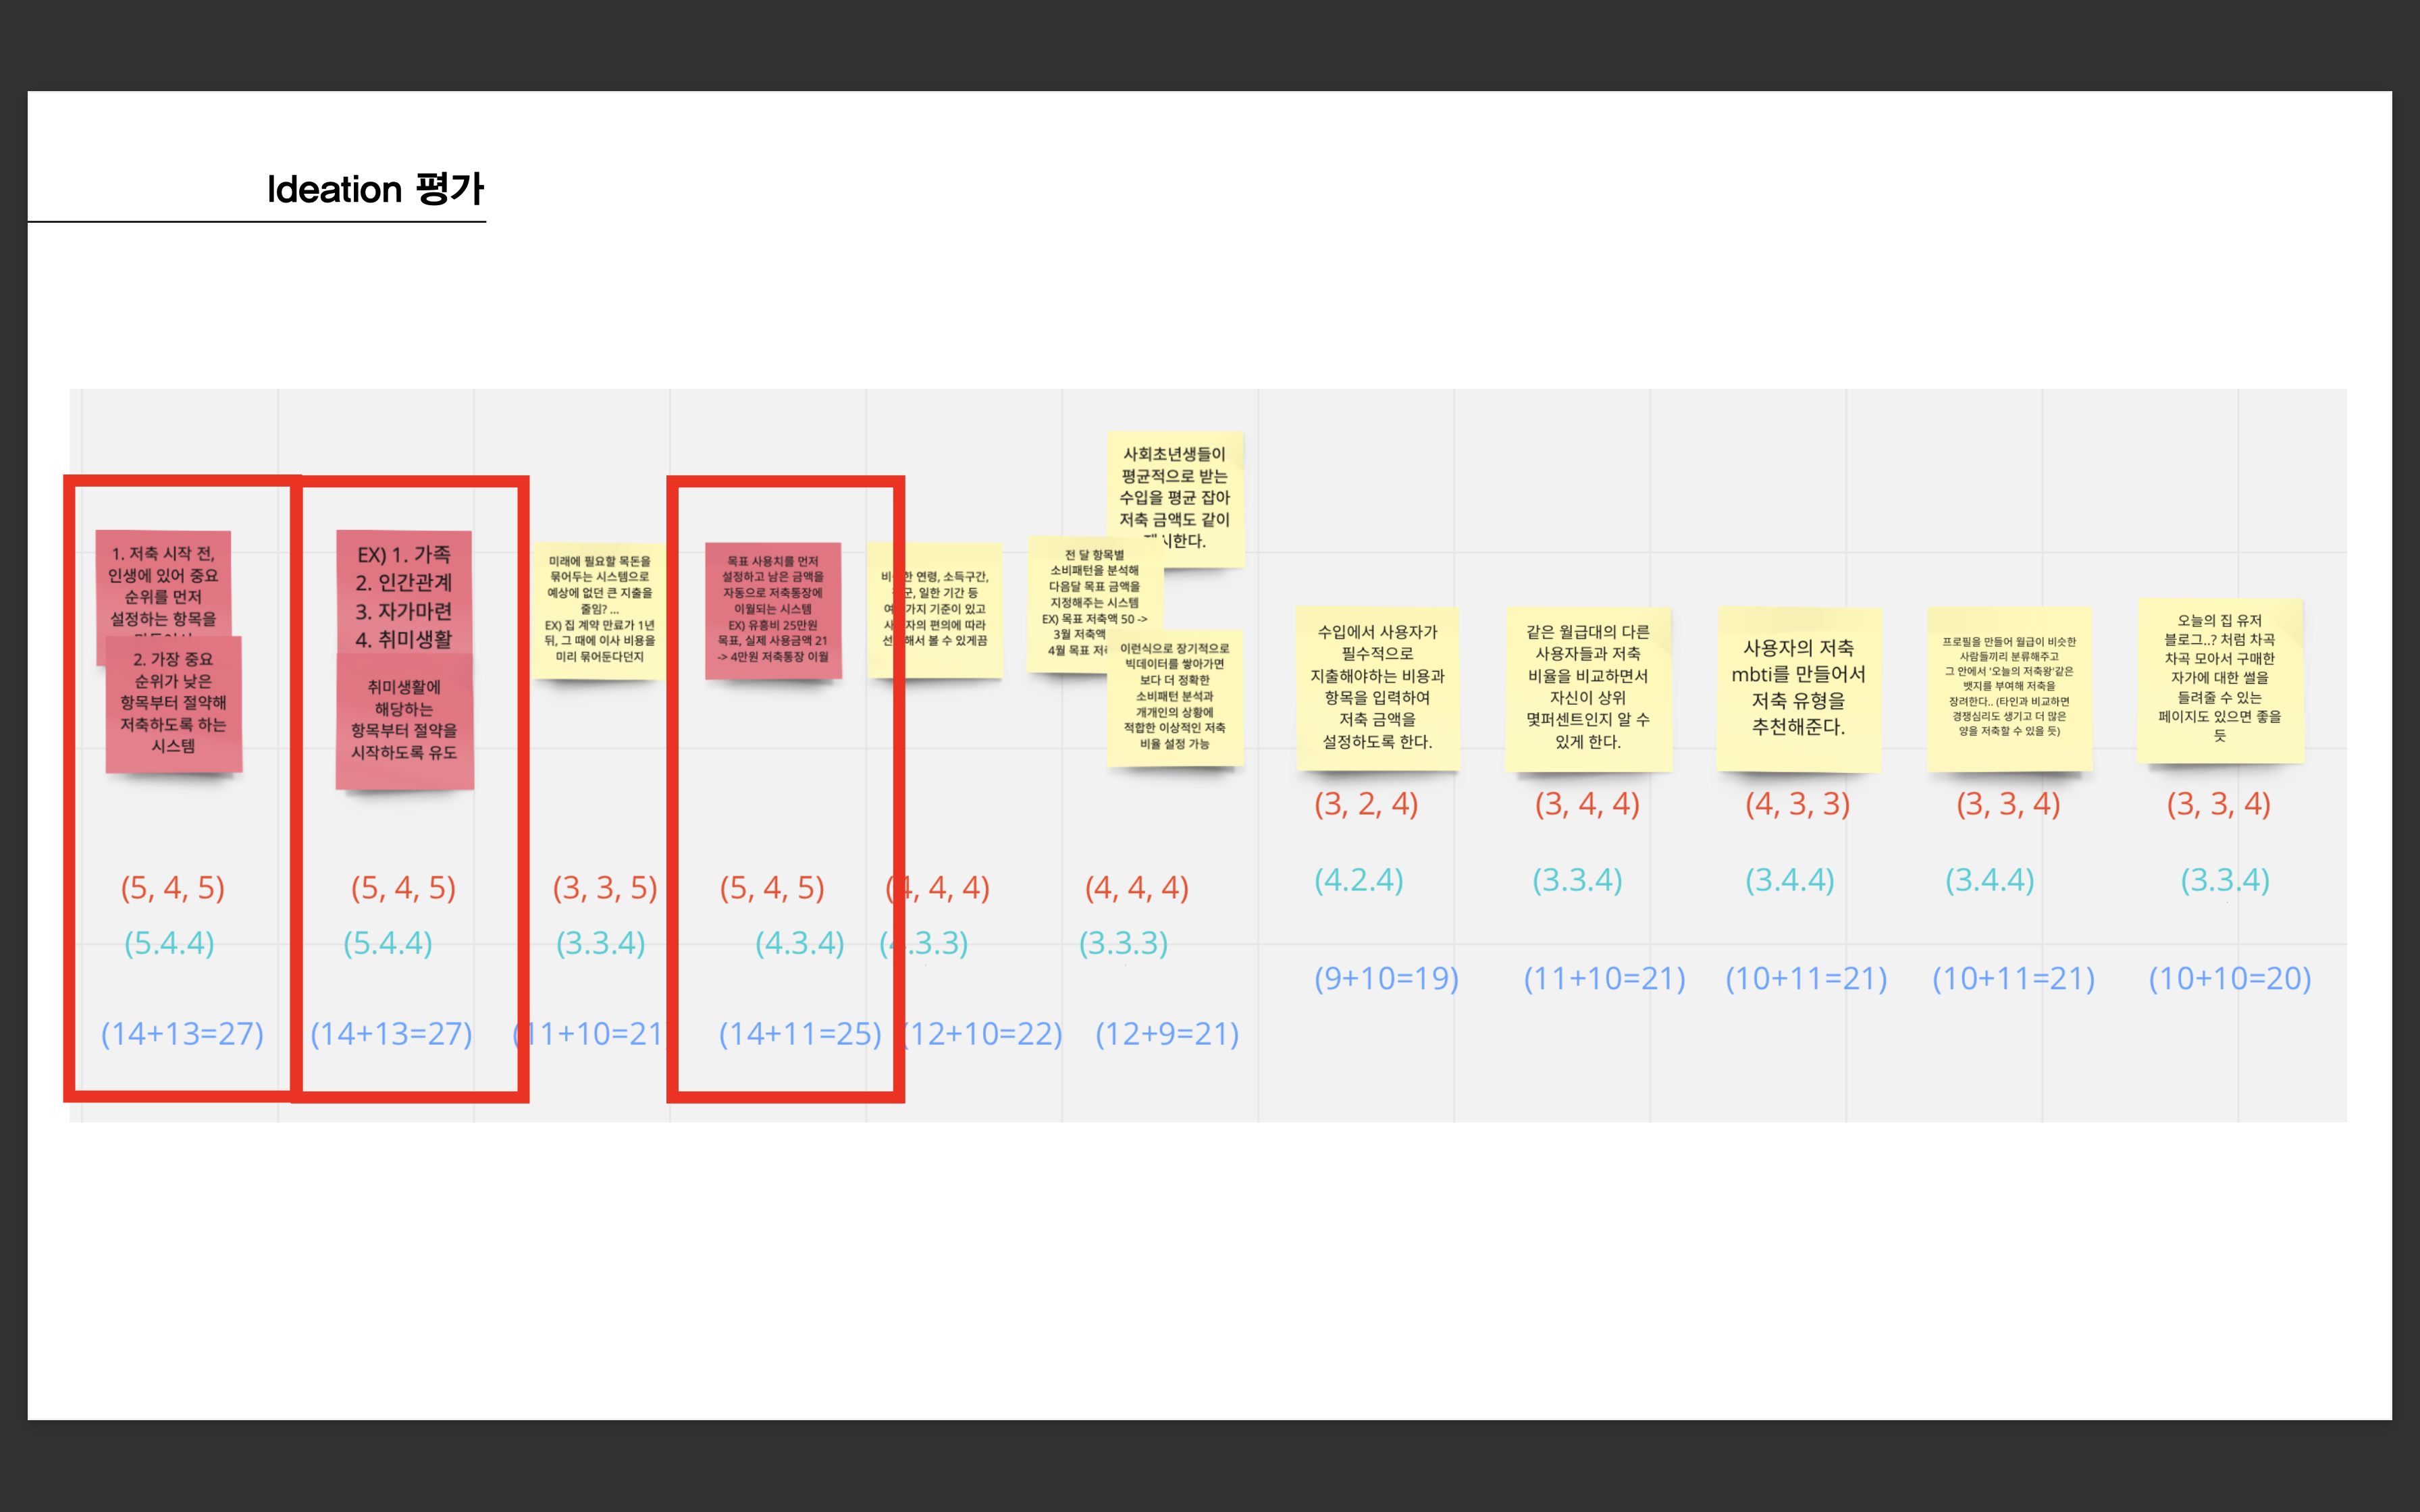 Ideation 평가
1. 저축 시작 전,
인생에 있어 중요
순위를 먼저
설정하는 항목을
2. 가장 중요
순위가 낮은
항목부터 절약해
저축하도록 하는
시스템
(5, 4, 5)
(5.4.4)
(14+13=27)
EX) 1. 가족
2. 인간관계
3. 자가마련
4. 취미생활
취미생활에
해당하는
항목부터 절약을
시작하도록 유도
(5, 4, 5)
(5.4.4)
(14+13=27)
미래에 필요할 목돈을
묶어두는 시스템으로
예상에 없던 큰 지출을
줄임? ...
EX) 집 계약 만료가 1년
뒤, 그 때에 이사 비용을
미리 묶어둔다던지
(3, 3, 5)
(3.3.4)
(11+10=21
목표 사용치를 먼저
설정하고 남은 금액을
자동으로 저축통장에
이월되는 시스템
EX) 유흥비 25만원
목표, 실제 사용금액 21
-> 4만원 저축통장 이월
(5, 4, 5)
(4.3.4)
(14+11=25)
한 연령, 소득구간,
일한 기간 등
가지 기준이 있고
편의에 따라
해서 볼 수 있게끔
(4, 4, 4)
(4.3.3)
(12+10=22)
사회초년생들이
평균적으로 받는
수입을 평균 잡아
저축 금액도 같이
시한다.
전 달 항목별
소비패턴을 분석해
다음달 목표 금액을
지정해주는 시스템
EX) 목표 저축액 50 ->
3월 저축액
4월 목표
이런식으로 장기적으로
빅데이터를 쌓아가면
보다 더 정확한
소비패턴 분석과
개개인의 상황에
적합한 이상적인 저축
비율 설정 가능
(4, 4, 4)
(3.3.3)
(12+9=21)
수입에서 사용자가
필수적으로
지출해야하는 비용과
항목을 입력하여
저축 금액을
설정하도록 한다.
(3, 2, 4)
(4.2.4)
(9+10=19)
같은 월급대의 다른
사용자들과 저축
비율을 비교하면서
자신이 상위
몇퍼센트인지 알 수
있게 한다.
(3, 4, 4)
(3.3.4)
(11+10=21)
사용자의 저축
mbti를 만들어서
저축 유형을
추천해준다.
(4, 3, 3)
(3.4.4)
(10+11=21)
프로필을 만들어 월급이 비슷한
사람들끼리 분류해주고
그 안에서 '오늘의 저축왕'같은
뱃지를 부여해 저축을
장려한다.. (타인과 비교하면
경쟁심리도 생기고 더 많은
양을 저축할 수 있을 듯)
(3, 3, 4)
(3.4.4)
(10+11=21)
오늘의 집 유저
블로그..? 처럼 차곡
차곡 모아서 구매한
자가에 대한 썰을
들려줄 수 있는
페이지도 있으면 좋을
듯
(3, 3, 4)
(3.3.4)
(10+10=20)